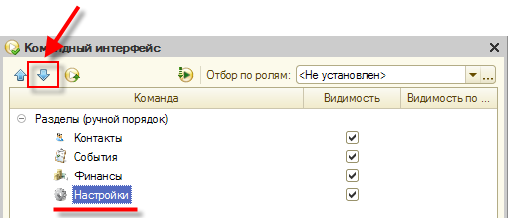 Командный интерфейс
Отбор по ролям: <Не установлен>
Команда Видимость Видимость по ...
Разделы (ручной порядок)
Контакты
События
Финансы
Настройки